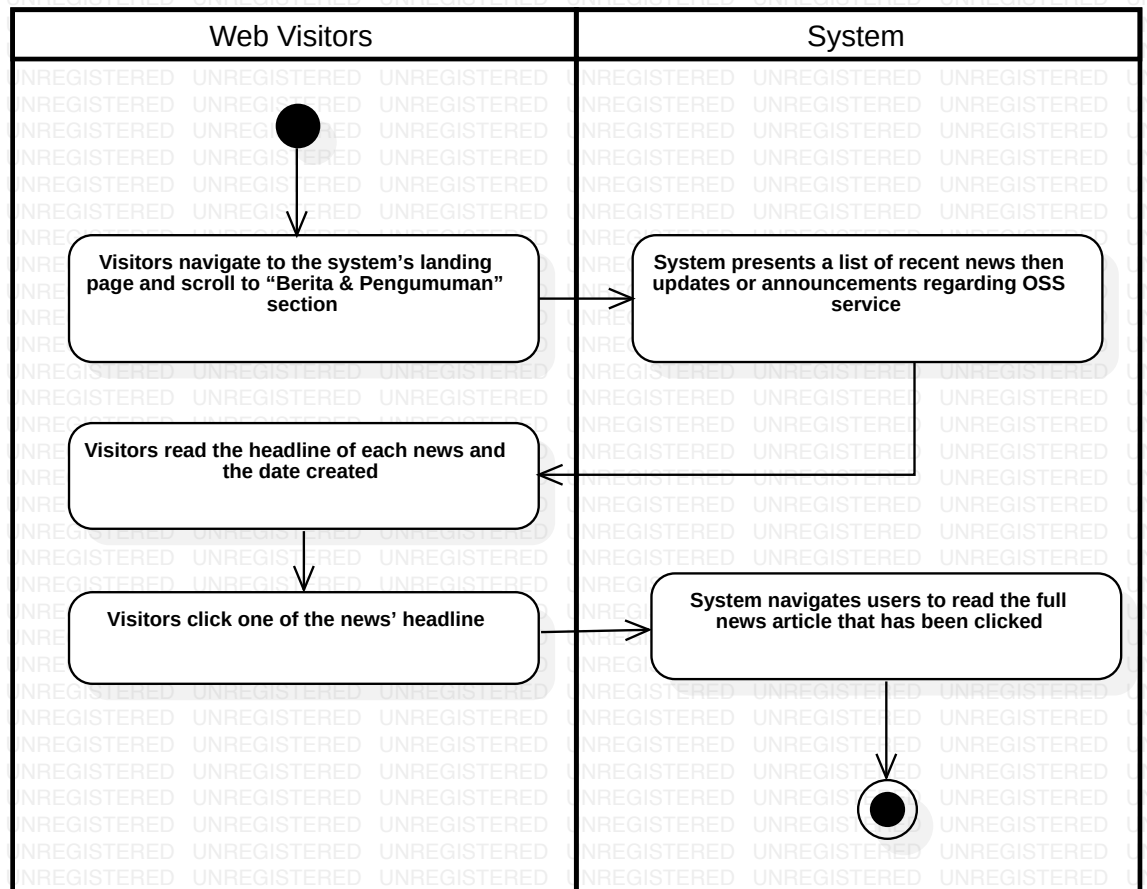 Web Visitors
System
Visitors navigate to the system’s landing
page and scroll to “Berita & Pengumuman”
section
System presents a list of recent news then
updates or announcements regarding OSS
service
Visitors read the headline of each news and
the date created
Visitors click one of the news’ headline
System navigates users to read the full
news article that has been clicked
UNREGISTERED